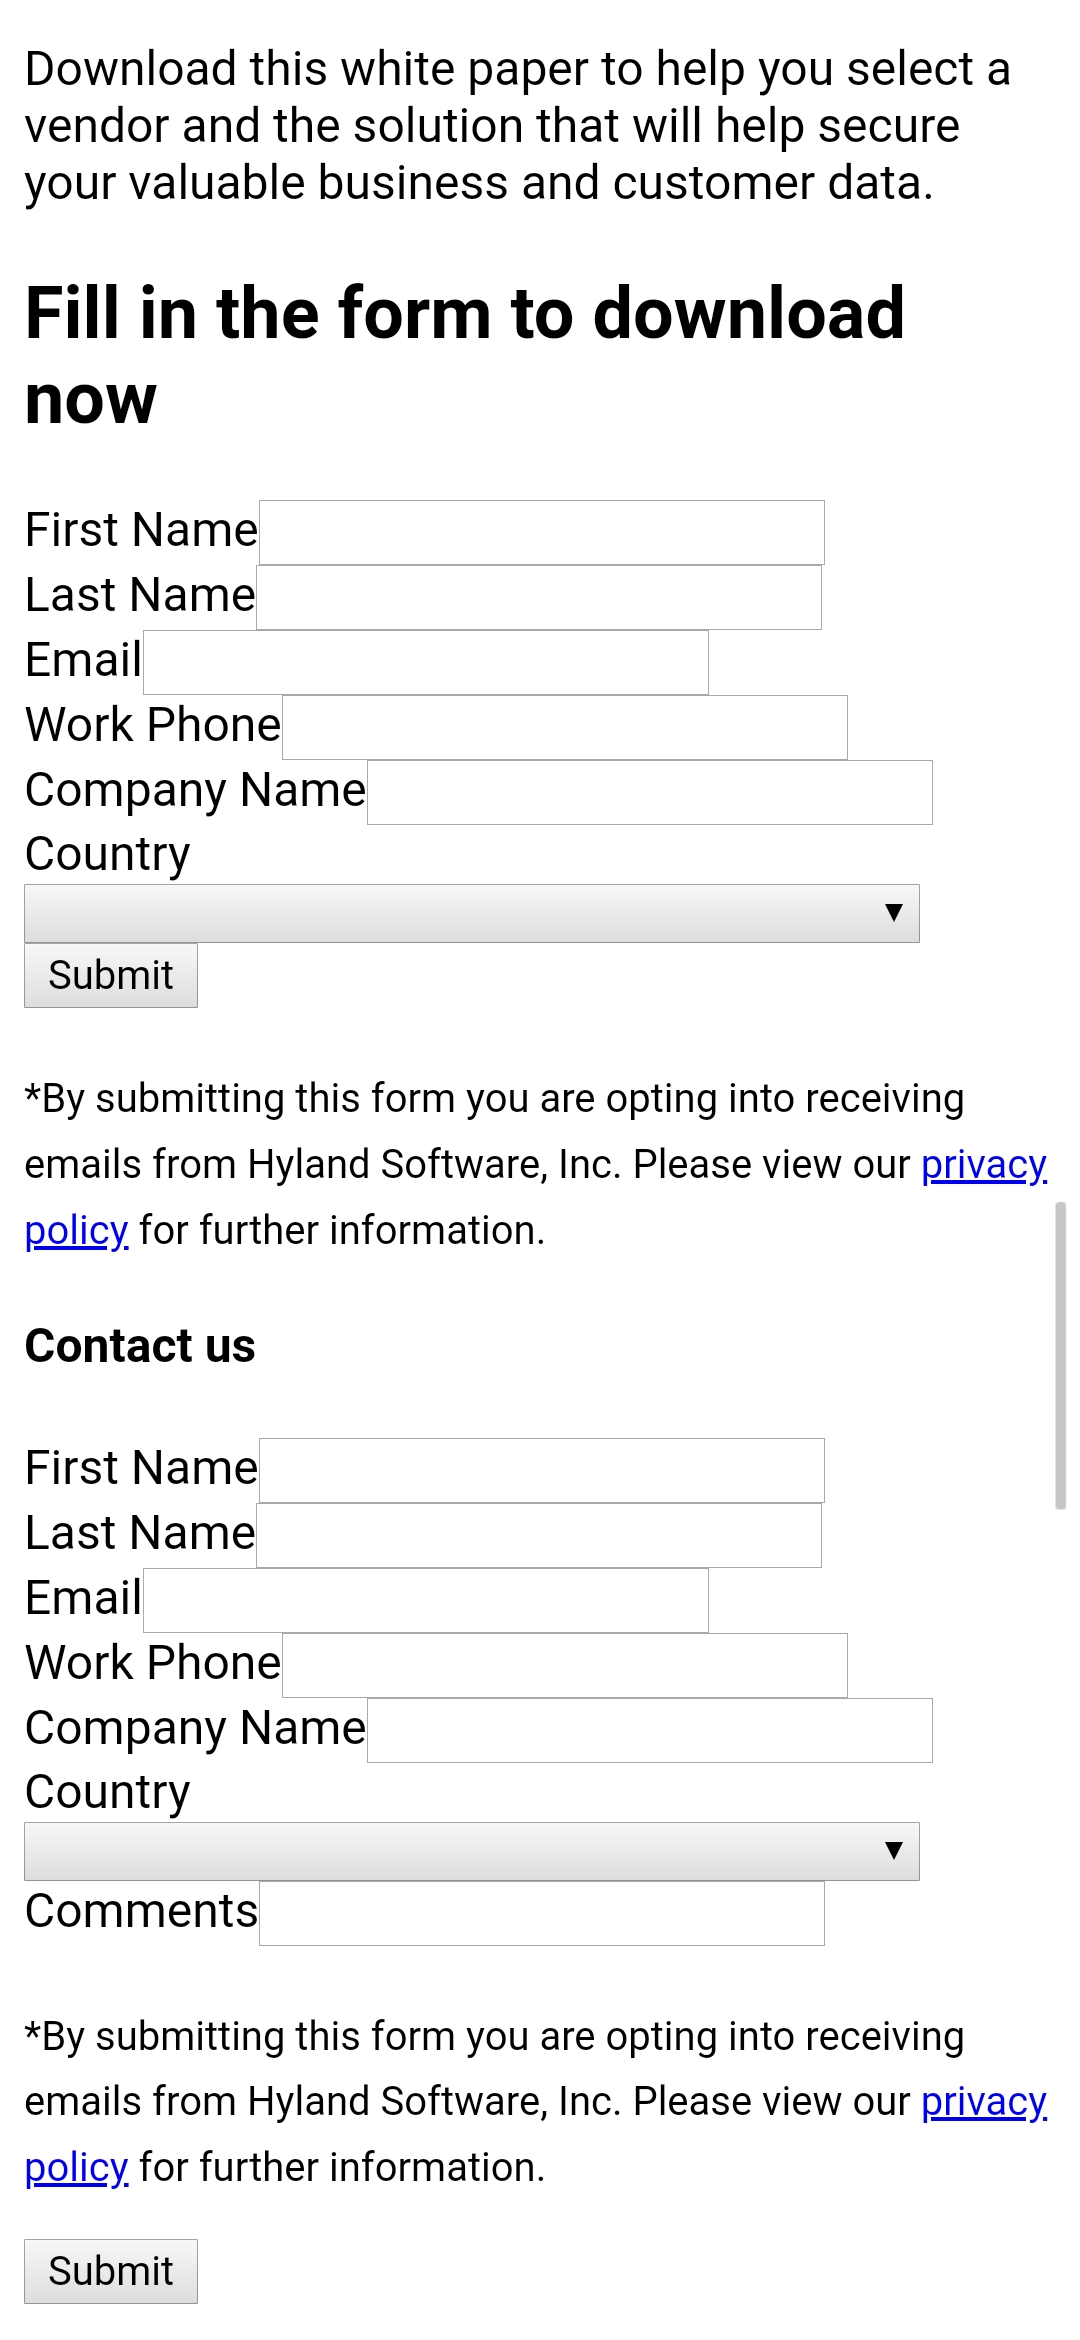 Download this white paper to help you select a
vendor and the solution that will help secure
your valuable business and customer data.
Fill in the form to download
now
First Name
Last Name
Email
Work Phone
Company Name
Country
Submit
*By submitting this form you are opting into receiving
emails from Hyland Software, Inc. Please view our privacy
policy for further information.
Contact us
First Name
Last Name
Email
Work Phone
Company Name
Country
Comments
*By submitting this form you are opting into receiving
emails from Hyland Software, Inc. Please view our privacy
policy for further information.
Submit